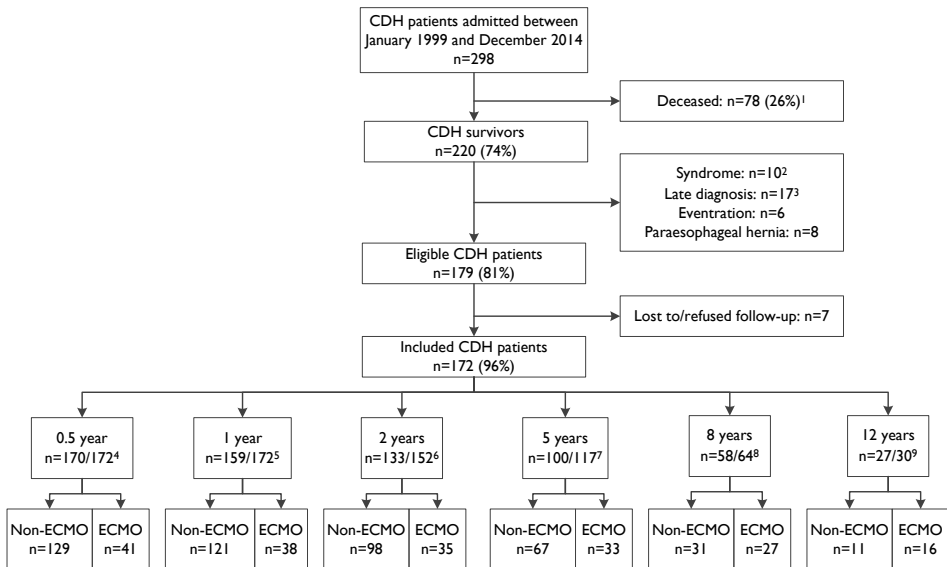 CDH patients admitted between
January 1999 and December 2014
n=298
Deceased: n=78 (26%)¹
CDH survivors
n=220 (74%)
Syndrome: n=10²
Late diagnosis: n=17³
Eventration: n=6
Paraesophageal hernia: n=8
Eligible CDH patients
n=179 (81%)
Lost to/refused follow-up: n=7
Included CDH patients
n=172 (96%)
0.5 year
n=170/172⁴
1 year
n=159/172⁵
2 years
n=133/152⁶
5 years
n=100/117⁷
8 years
n=58/64⁸
12 years
n=27/30⁹
Non-ECMO
n=129
ECMO
n=41
Non-ECMO
n=121
ECMO
n=38
Non-ECMO
n=98
ECMO
n=35
Non-ECMO
n=67
ECMO
n=33
Non-ECMO
n=31
ECMO
n=27
Non-ECMO
n=11
ECMO
n=16